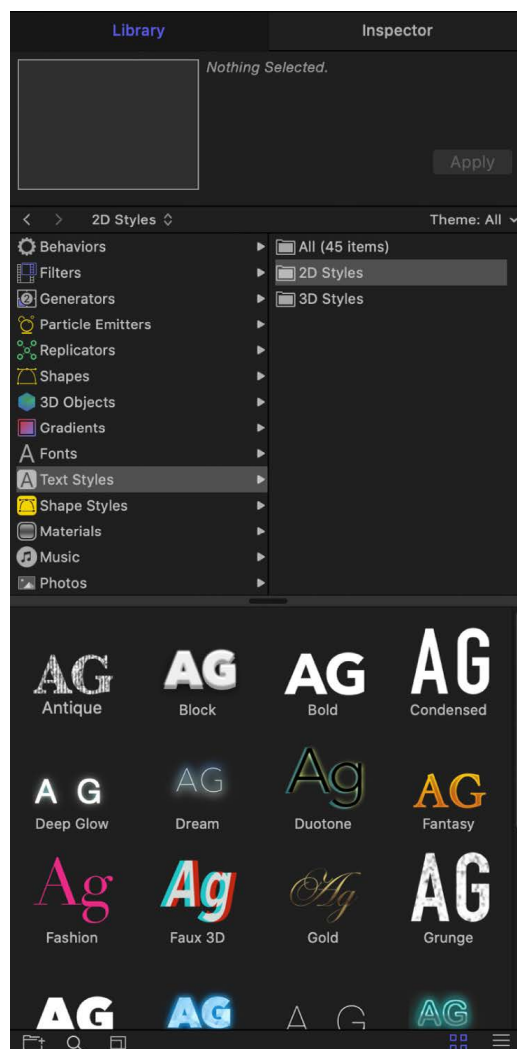 Library Inspector
Nothing Selected.
Apply
2D Styles Theme: All
Behaviors All (45 items)
Filters 2D Styles
Generators 3D Styles
Particle Emitters
Replicators
Shapes
3D Objects
Gradients
A Fonts
A Text Styles
Shape Styles
Materials
Music
Photos
AG AG AG AG
Antique Block Bold Condensed
A G AG Ag AG
Deep Glow Dream Duotone Fantasy
Ag Ag Ag AG
Fashion Faux 3D Gold Grunge
AG AG A G AG